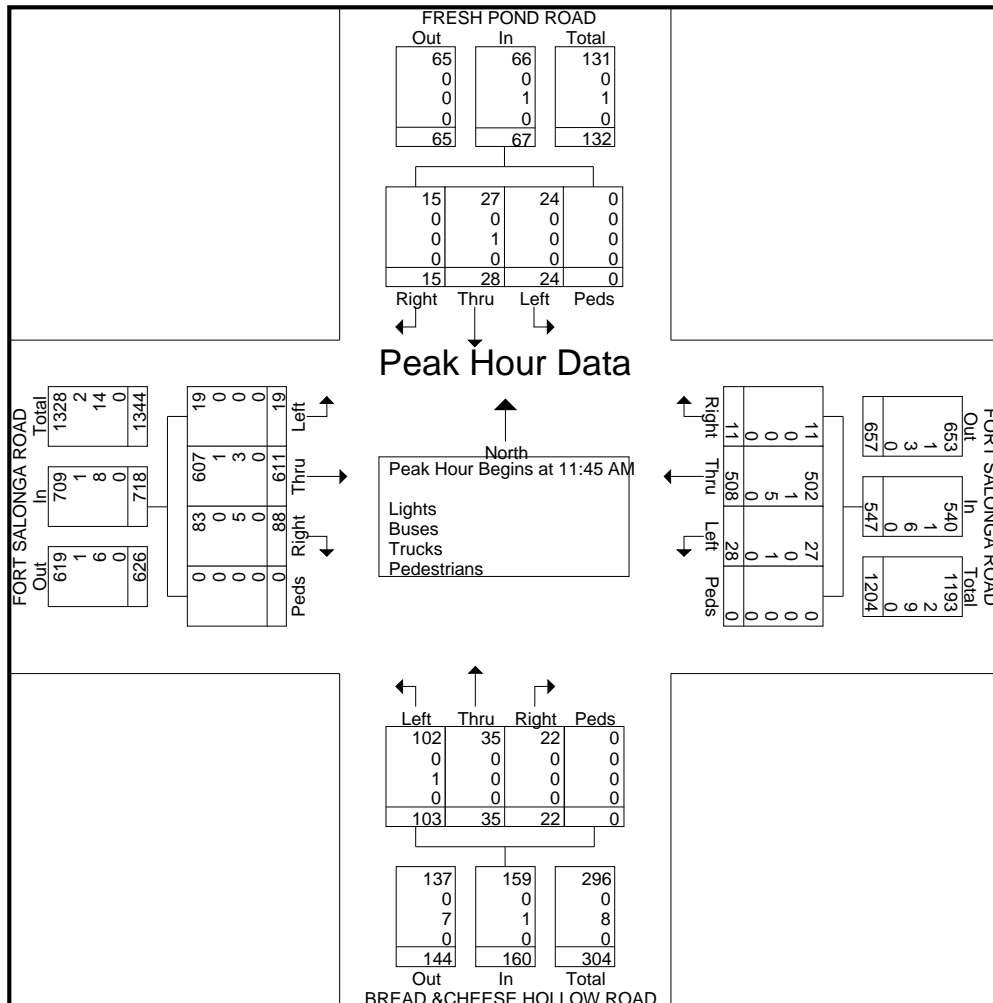 FRESH POND ROAD
Out In Total
65 66 131
0 0 0
0 1 1
0 0 0
65 67 132
15 27 24 0
0 0 0 0
0 1 0 0
0 0 0 0
15 28 24 0
Right Thru Left Peds
Peak Hour Data
North
Peak Hour Begins at 11:45 AM
Lights
Buses
Trucks
Pedestrians
FORT SALONGA ROAD
Out In Total
619 709 1328
1 1 2
6 8 14
0 0 0
626 718 1344
19 607 83 0
0 1 0 0
0 3 5 0
0 0 0 0
19 611 88 0
Left Thru Right Peds
FORT SALONGA ROAD
Out In Total
653 540 1193
1 1 2
3 6 9
0 0 0
657 547 1204
11 502 27 0
0 1 0 0
0 5 1 0
0 0 0 0
11 508 28 0
Right Thru Left Peds
Left Thru Right Peds
102 35 22 0
0 0 0 0
1 0 0 0
0 0 0 0
103 35 22 0
137 159 296
0 0 0
7 1 8
0 0 0
144 160 304
Out In Total
BREAD &CHEESE HOLLOW ROAD